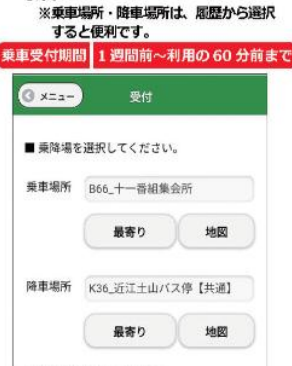 ※乗車場所・降車場所は、履歴から選択
すると便利です。
乗車受付期間 1週間前～利用の60分前まで
メニュー 受付
■ 乗降場を選択してください。
乗車場所 B66_十一番組集会所
最寄り 地図
降車場所 K36_近江土山バス停【共通】
最寄り 地図